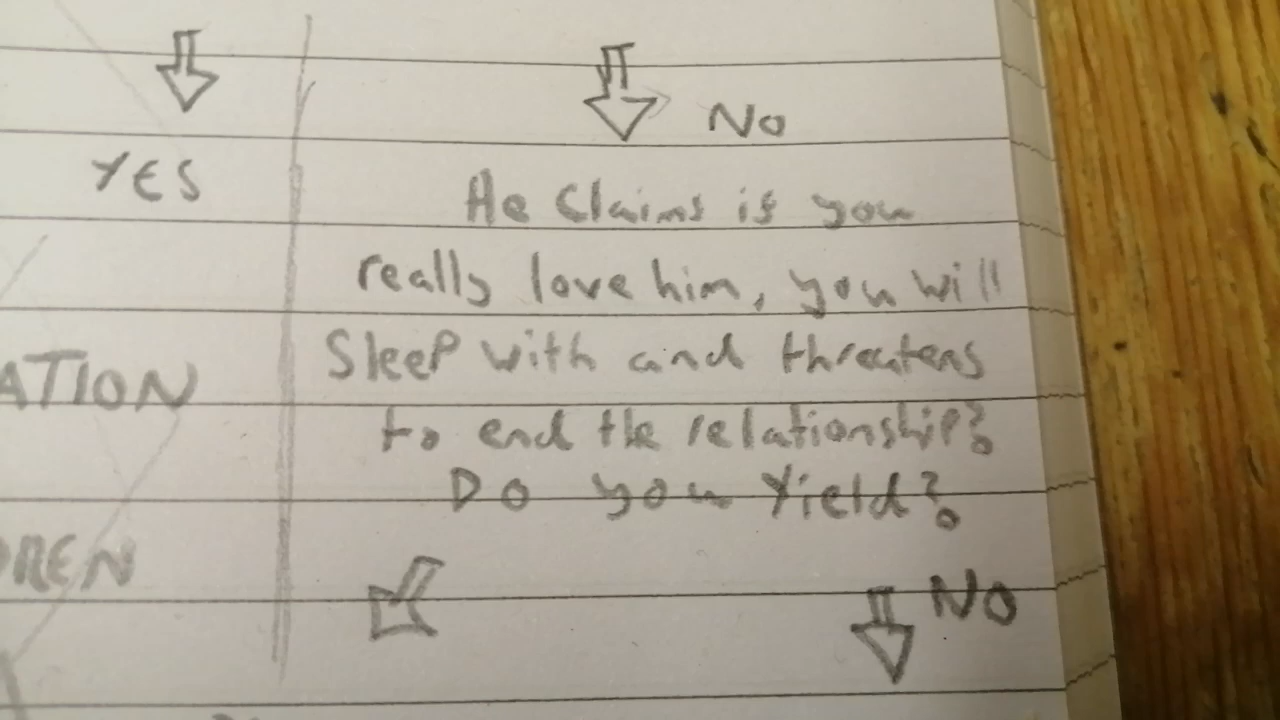 NO
YES
He Claims is you
really love him, you will
Sleep with and threatens
ATION
to end the relationship?
Do you Yield?
REN
NO